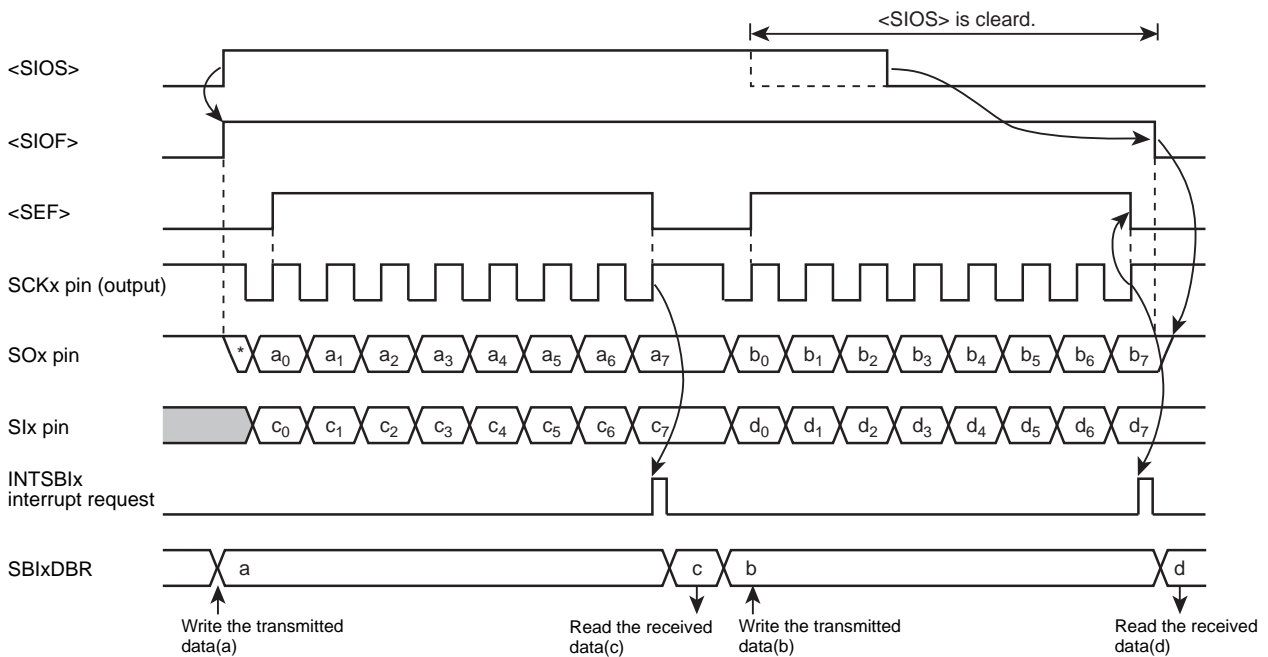 <SIOS> is cleard.
<SIOS>
<SIOF>
<SEF>
SCKx pin (output)
SOx pin
* a0 a1 a2 a3 a4 a5 a6 a7 b0 b1 b2 b3 b4 b5 b6 b7
SIx pin
c0 c1 c2 c3 c4 c5 c6 c7 d0 d1 d2 d3 d4 d5 d6 d7
INTSBIx
interrupt request
SBIxDBR
a c b d
Write the transmitted
data(a)
Read the received
data(c)
Write the transmitted
data(b)
Read the received
data(d)